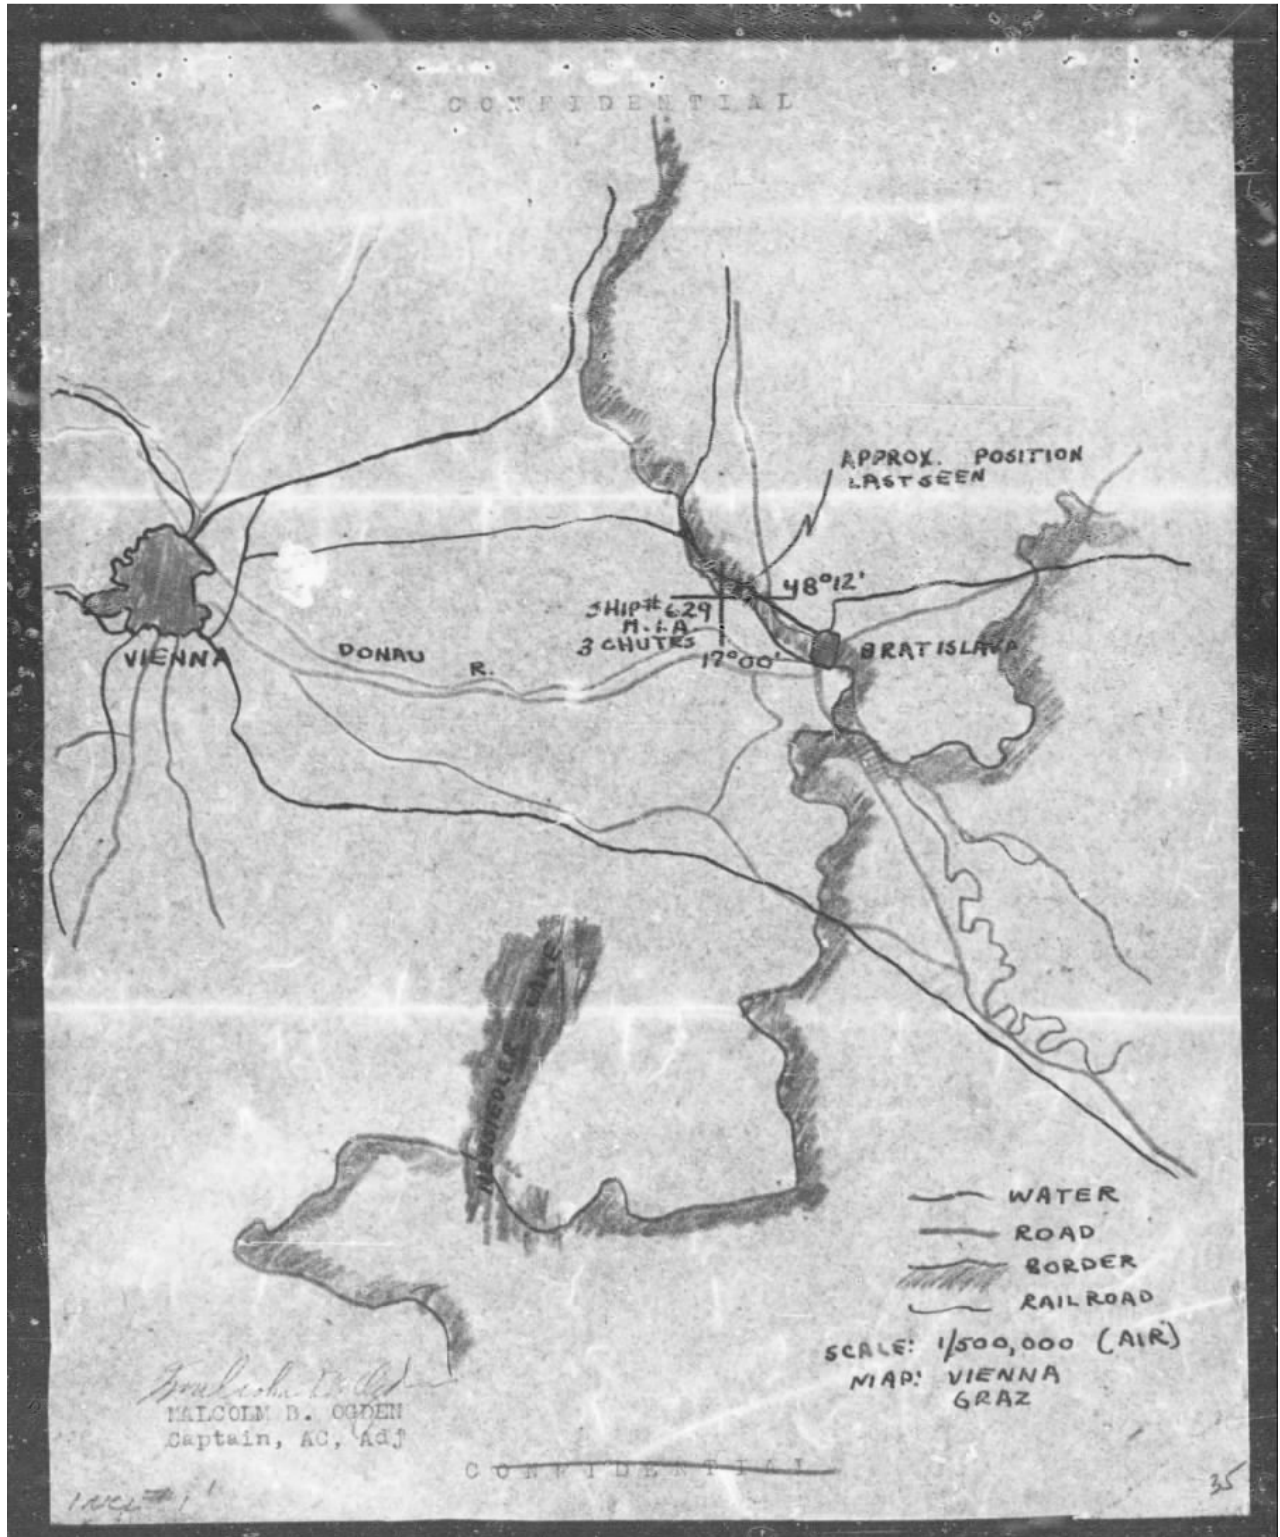 CONFIDENTIAL
APPROX. POSITION
LAST SEEN
48°12'
SHIP# 629
M.I.A.
3 CHUTES
17°00'
BRATISLAVA
VIENNA
DONAU R.
LAKE
WATER
ROAD
BORDER
RAILROAD
SCALE: 1/500,000 (AIR)
MAP: VIENNA
GRAZ
MALCOLM B. OGDEN
Captain, AC, Adj
CONFIDENTIAL
35